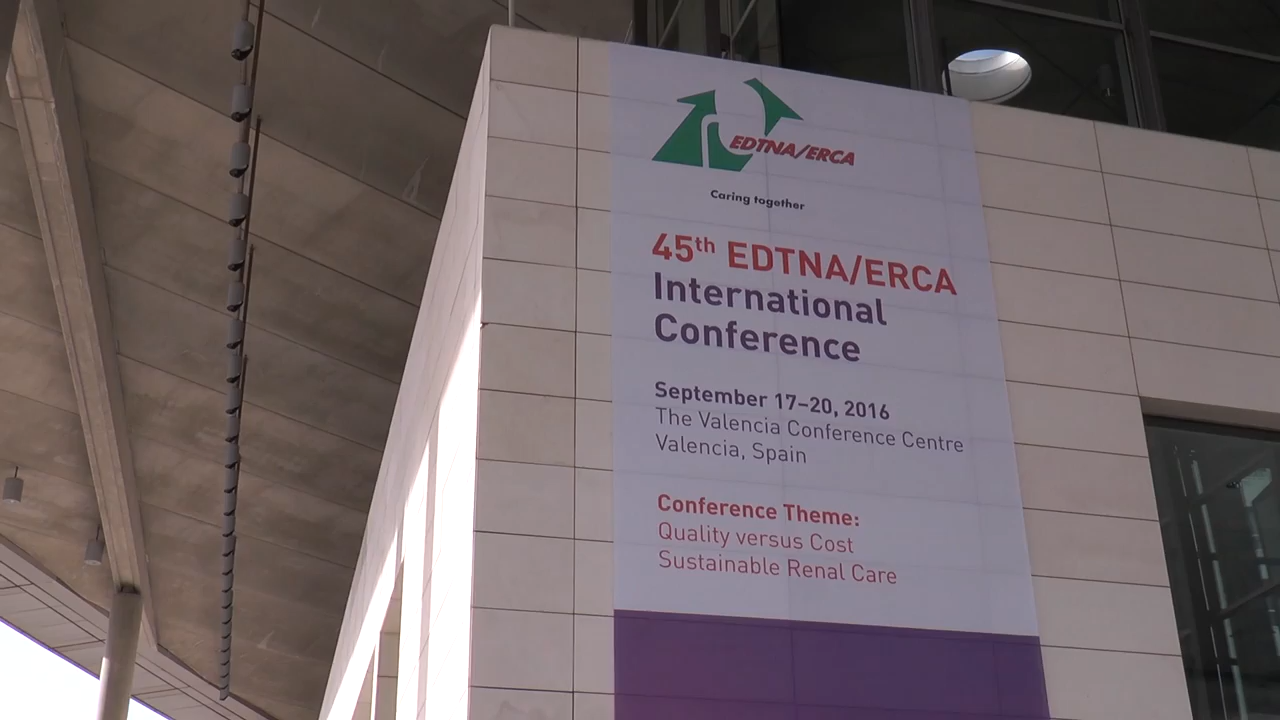 EDTNA/ERCA
Caring together
45th EDTNA/ERCA
International
Conference
September 17–20, 2016
The Valencia Conference Centre
Valencia, Spain
Conference Theme:
Quality versus Cost
Sustainable Renal Care